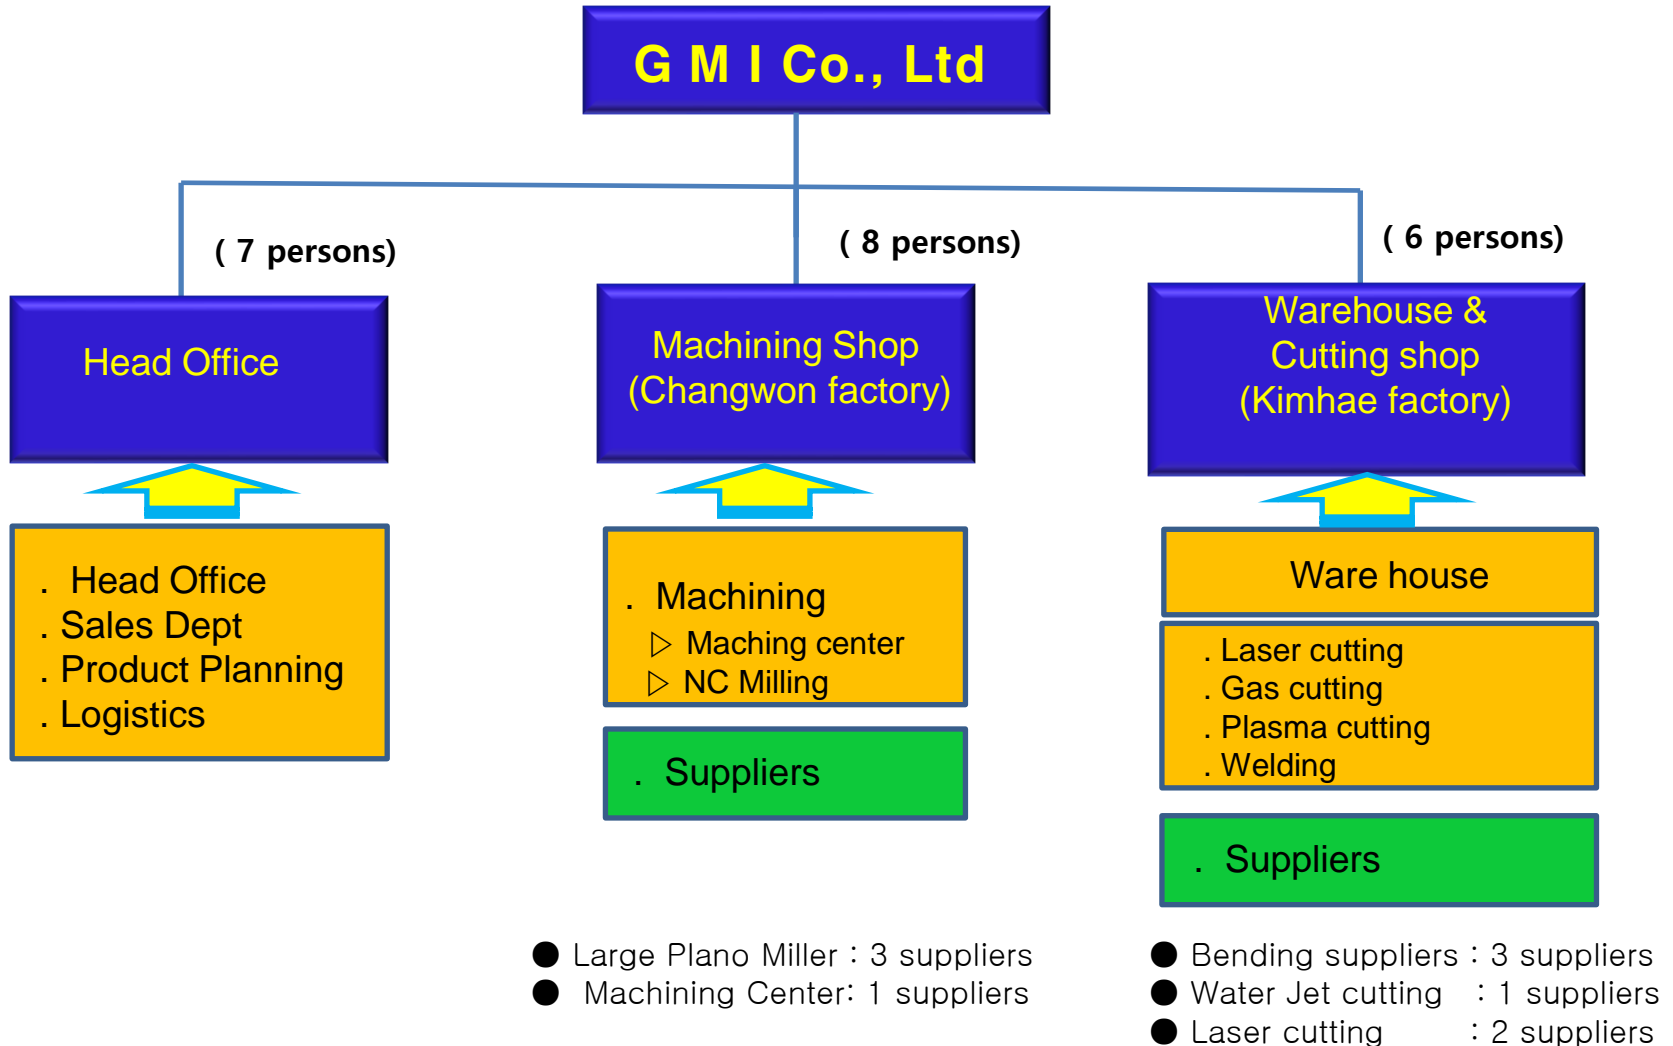 G M I Co., Ltd
( 7 persons)
( 8 persons)
( 6 persons)
Head Office
Machining Shop
(Changwon factory)
Warehouse &
Cutting shop
(Kimhae factory)
. Head Office
. Sales Dept
. Product Planning
. Logistics
. Machining
▷ Maching center
▷ NC Milling
. Suppliers
Ware house
. Laser cutting
. Gas cutting
. Plasma cutting
. Welding
. Suppliers
● Large Plano Miller : 3 suppliers
● Machining Center: 1 suppliers
● Bending suppliers : 3 suppliers
● Water Jet cutting : 1 suppliers
● Laser cutting : 2 suppliers